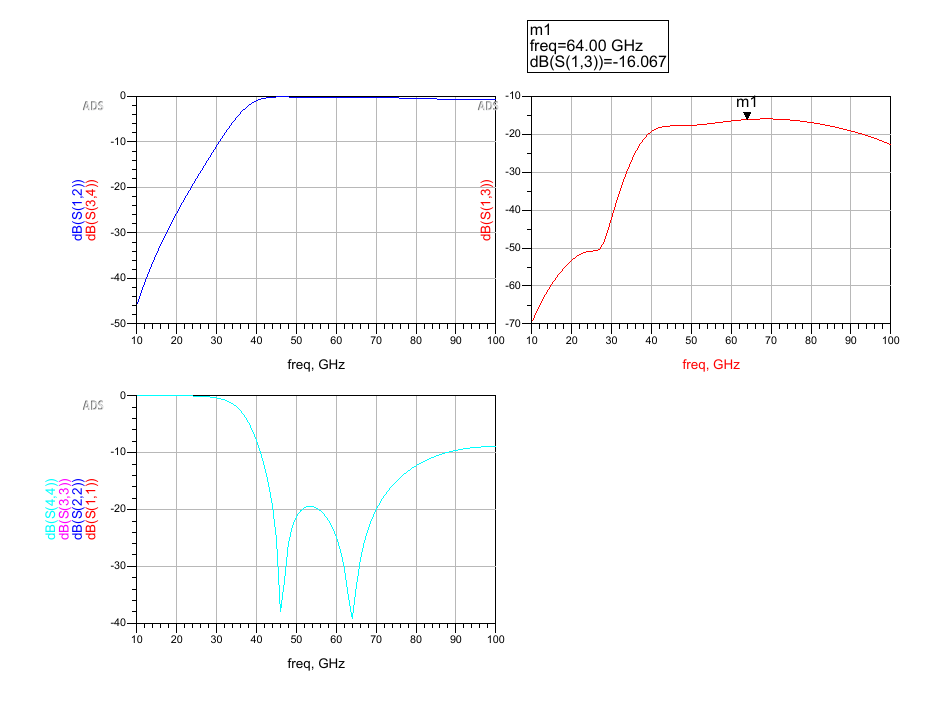 m1
freq=64.00 GHz
dB(S(1,3))=-16.067
ADS
dB(S(1,2))
dB(S(3,4))
0
-10
-20
-30
-40
-50
10 20 30 40 50 60 70 80 90 100
freq, GHz
ADS
dB(S(1,3))
m1
-10
-20
-30
-40
-50
-60
-70
10 20 30 40 50 60 70 80 90 100
freq, GHz
ADS
dB(S(4,4))
dB(S(3,3))
dB(S(2,2))
dB(S(1,1))
0
-10
-20
-30
-40
10 20 30 40 50 60 70 80 90 100
freq, GHz